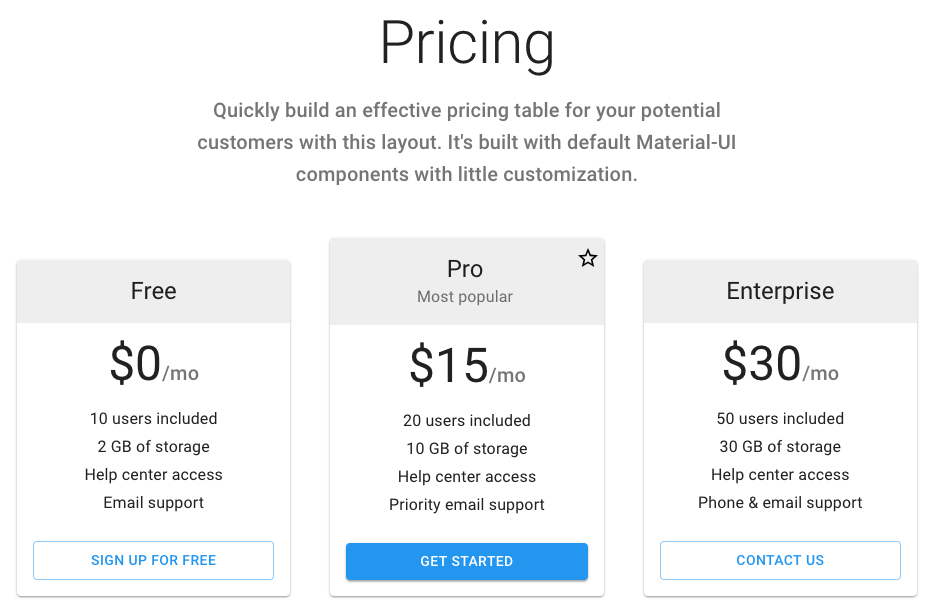 Pricing
Quickly build an effective pricing table for your potential
customers with this layout. It's built with default Material-UI
components with little customization.
Free
$0/mo
10 users included
2 GB of storage
Help center access
Email support
SIGN UP FOR FREE
Pro
Most popular
$15/mo
20 users included
10 GB of storage
Help center access
Priority email support
GET STARTED
Enterprise
$30/mo
50 users included
30 GB of storage
Help center access
Phone & email support
CONTACT US